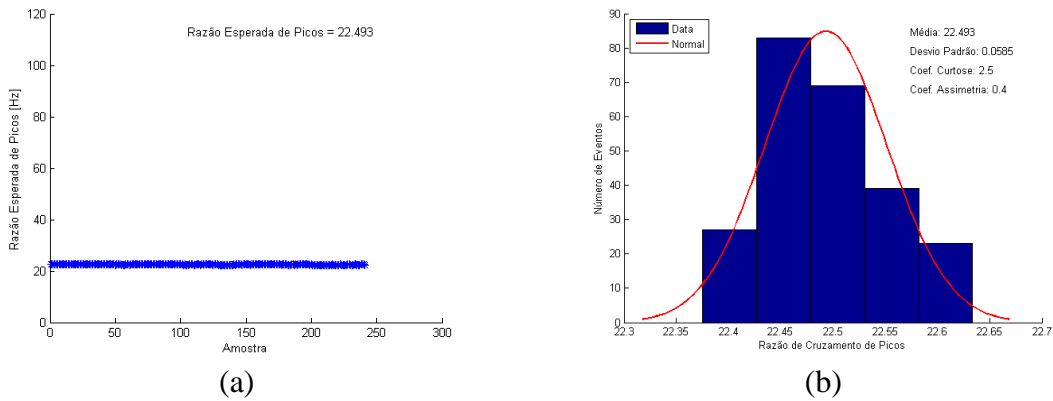 120
100
80
60
40
20
0
Razão Esperada de Picos [Hz]
Razão Esperada de Picos = 22.493
0 50 100 150 200 250 300
Amostra
(a)
90
80
70
60
50
40
30
20
10
0
Número de Eventos
Data
Normal
Média: 22.493
Desvio Padrão: 0.0585
Coef. Curtose: 2.5
Coef. Assimetria: 0.4
22.3 22.35 22.4 22.45 22.5 22.55 22.6 22.65 22.7
Razão de Cruzamento de Picos
(b)